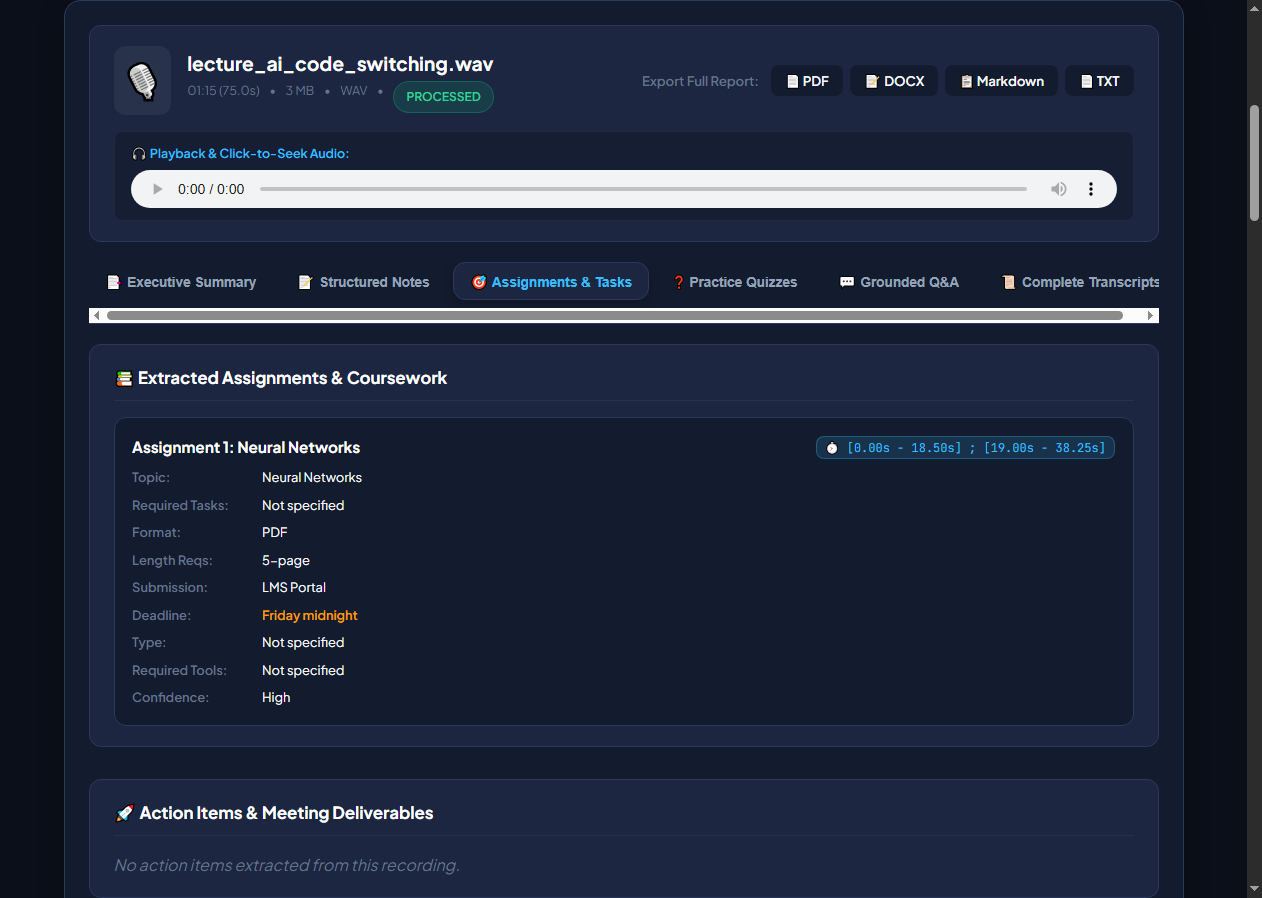 lecture_ai_code_switching.wav
01:15 (75.0s) • 3 MB • WAV • PROCESSED
Export Full Report: PDF DOCX Markdown TXT
Playback & Click-to-Seek Audio:
0:00 / 0:00
Executive Summary Structured Notes Assignments & Tasks Practice Quizzes Grounded Q&A Complete Transcripts
Extracted Assignments & Coursework
Assignment 1: Neural Networks [0.00s - 18.50s] ; [19.00s - 38.25s]
Topic: Neural Networks
Required Tasks: Not specified
Format: PDF
Length Reqs: 5-page
Submission: LMS Portal
Deadline: Friday midnight
Type: Not specified
Required Tools: Not specified
Confidence: High
Action Items & Meeting Deliverables
No action items extracted from this recording.